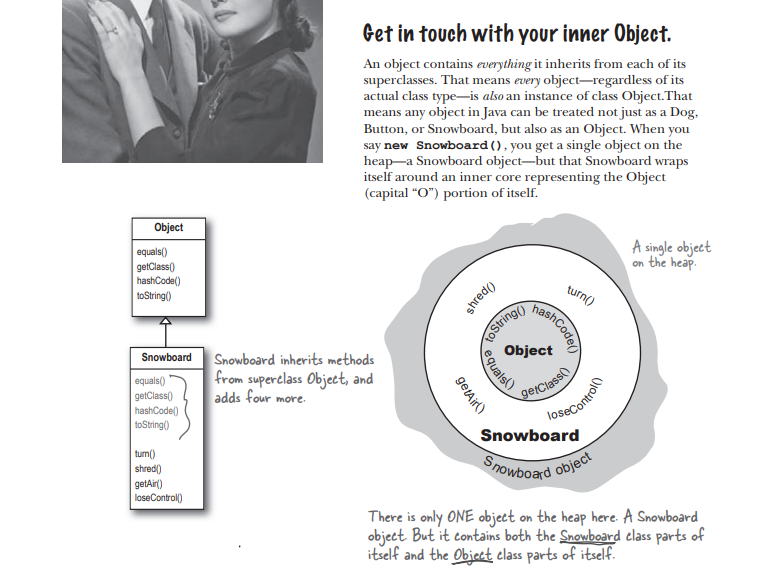 Get in touch with your inner Object.
An object contains everything it inherits from each of its
superclasses. That means every object—regardless of its
actual class type—is also an instance of class Object.That
means any object in Java can be treated not just as a Dog,
Button, or Snowboard, but also as an Object. When you
say new Snowboard(), you get a single object on the
heap—a Snowboard object—but that Snowboard wraps
itself around an inner core representing the Object
(capital “O”) portion of itself.
Object
equals()
getClass()
hashCode()
toString()
Snowboard
equals()
getClass()
hashCode()
toString()
turn()
shred()
getAir()
loseControl()
Snowboard inherits methods
from superclass Object, and
adds four more.
A single object
on the heap.
shred()
turn()
toString()
hashCode()
Object
equals()
getClass()
getAir()
loseControl()
Snowboard
Snowboard object
There is only ONE object on the heap here. A Snowboard
object. But it contains both the Snowboard class parts of
itself and the Object class parts of itself.